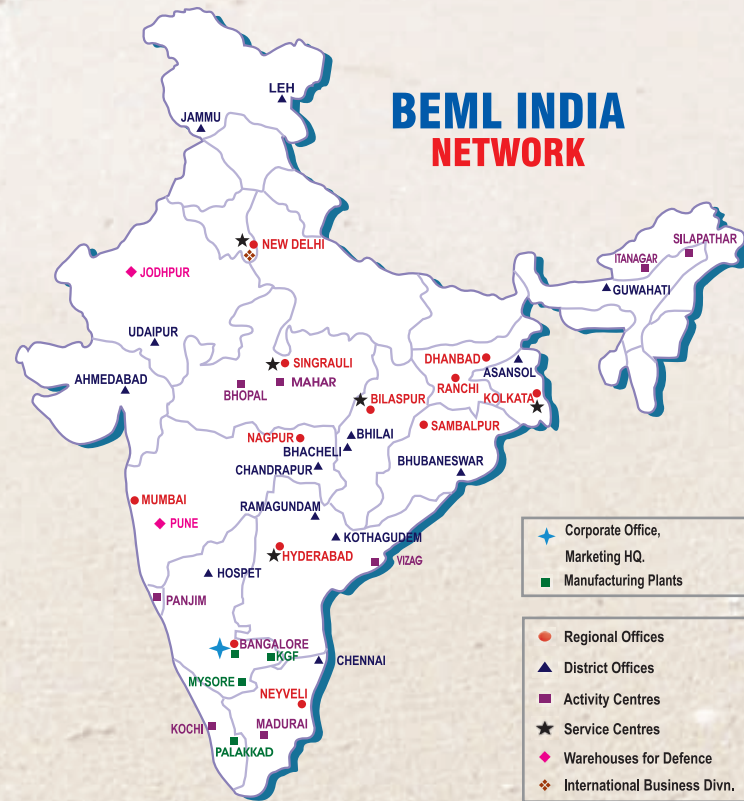 BEML INDIA
NETWORK
LEH
JAMMU
NEW DELHI
JODHPUR
SILAPATHAR
ITANAGAR
GUWAHATI
UDAIPUR
SINGRAULI
DHANBAD
ASANSOL
AHMEDABAD
BHOPAL
MAHAR
RANCHI
BILASPUR
KOLKATA
SAMBALPUR
NAGPUR
BHILAI
BHACHELI
CHANDRAPUR
BHUBANESWAR
MUMBAI
RAMAGUNDAM
PUNE
KOTHAGUDEM
HYDERABAD
VIZAG
HOSPET
PANJIM
BANGALORE
KGF
CHENNAI
MYSORE
NEYVELI
KOCHI
MADURAI
PALAKKAD
Corporate Office,
Marketing HQ.
Manufacturing Plants
Regional Offices
District Offices
Activity Centres
Service Centres
Warehouses for Defence
International Business Divn.